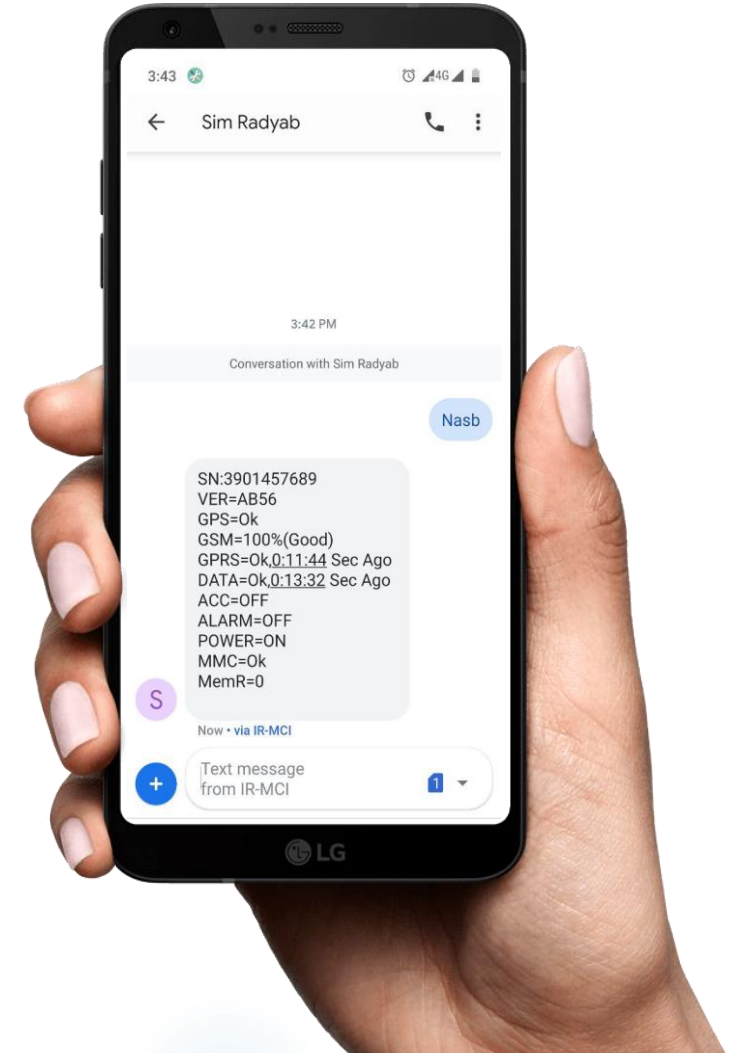 3:43
4G
Sim Radyab
3:42 PM
Conversation with Sim Radyab
Nasb
SN:3901457689
VER=AB56
GPS=Ok
GSM=100%(Good)
GPRS=Ok,0:11:44 Sec Ago
DATA=Ok,0:13:32 Sec Ago
ACC=OFF
ALARM=OFF
POWER=ON
MMC=Ok
MemR=0
S
Now • via IR-MCI
Text message
from IR-MCI
1
LG